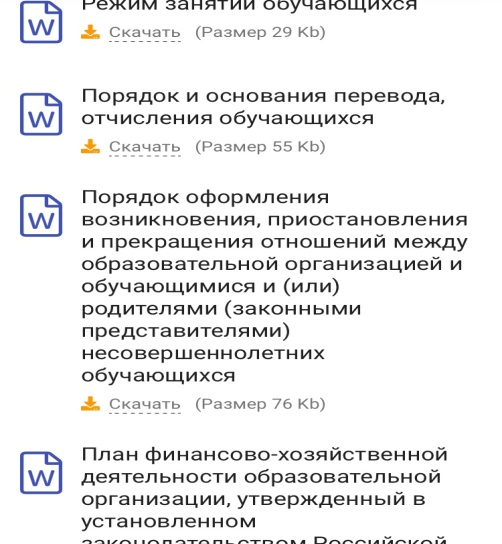 Режим занятий обучающихся
Скачать (Размер 29 Kb)
Порядок и основания перевода,
отчисления обучающихся
Скачать (Размер 55 Kb)
Порядок оформления
возникновения, приостановления
и прекращения отношений между
образовательной организацией и
обучающимися и (или)
родителями (законными
представителями)
несовершеннолетних
обучающихся
Скачать (Размер 76 Kb)
План финансово-хозяйственной
деятельности образовательной
организации, утвержденный в
установленном
законодательством Российской